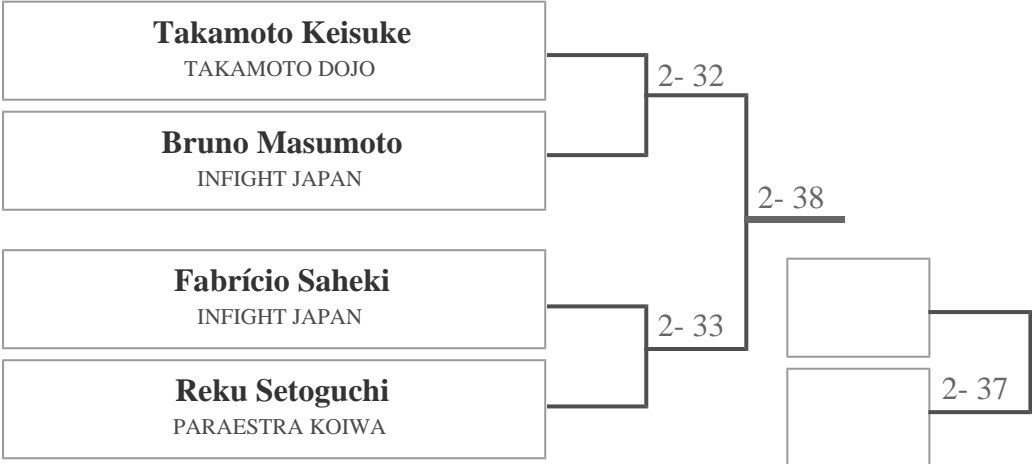 Takamoto Keisuke
TAKAMOTO DOJO
2- 32
Bruno Masumoto
INFIGHT JAPAN
2- 38
Fabrício Saheki
INFIGHT JAPAN
2- 33
Reku Setoguchi
PARAESTRA KOIWA
2- 37